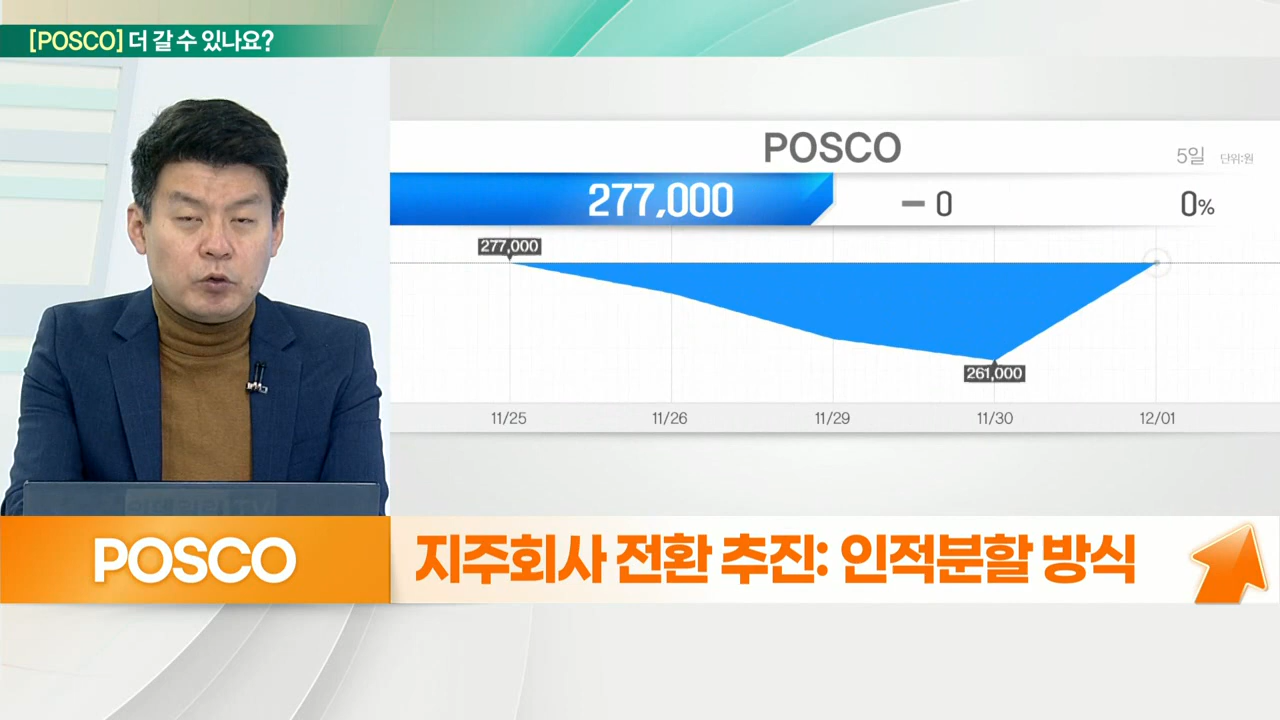 [POSCO] 더 갈 수 있나요?
POSCO
5일 단위:원
277,000 0 0%
277,000
261,000
11/25 11/26 11/29 11/30 12/01
POSCO 지주회사 전환 추진: 인적분할 방식